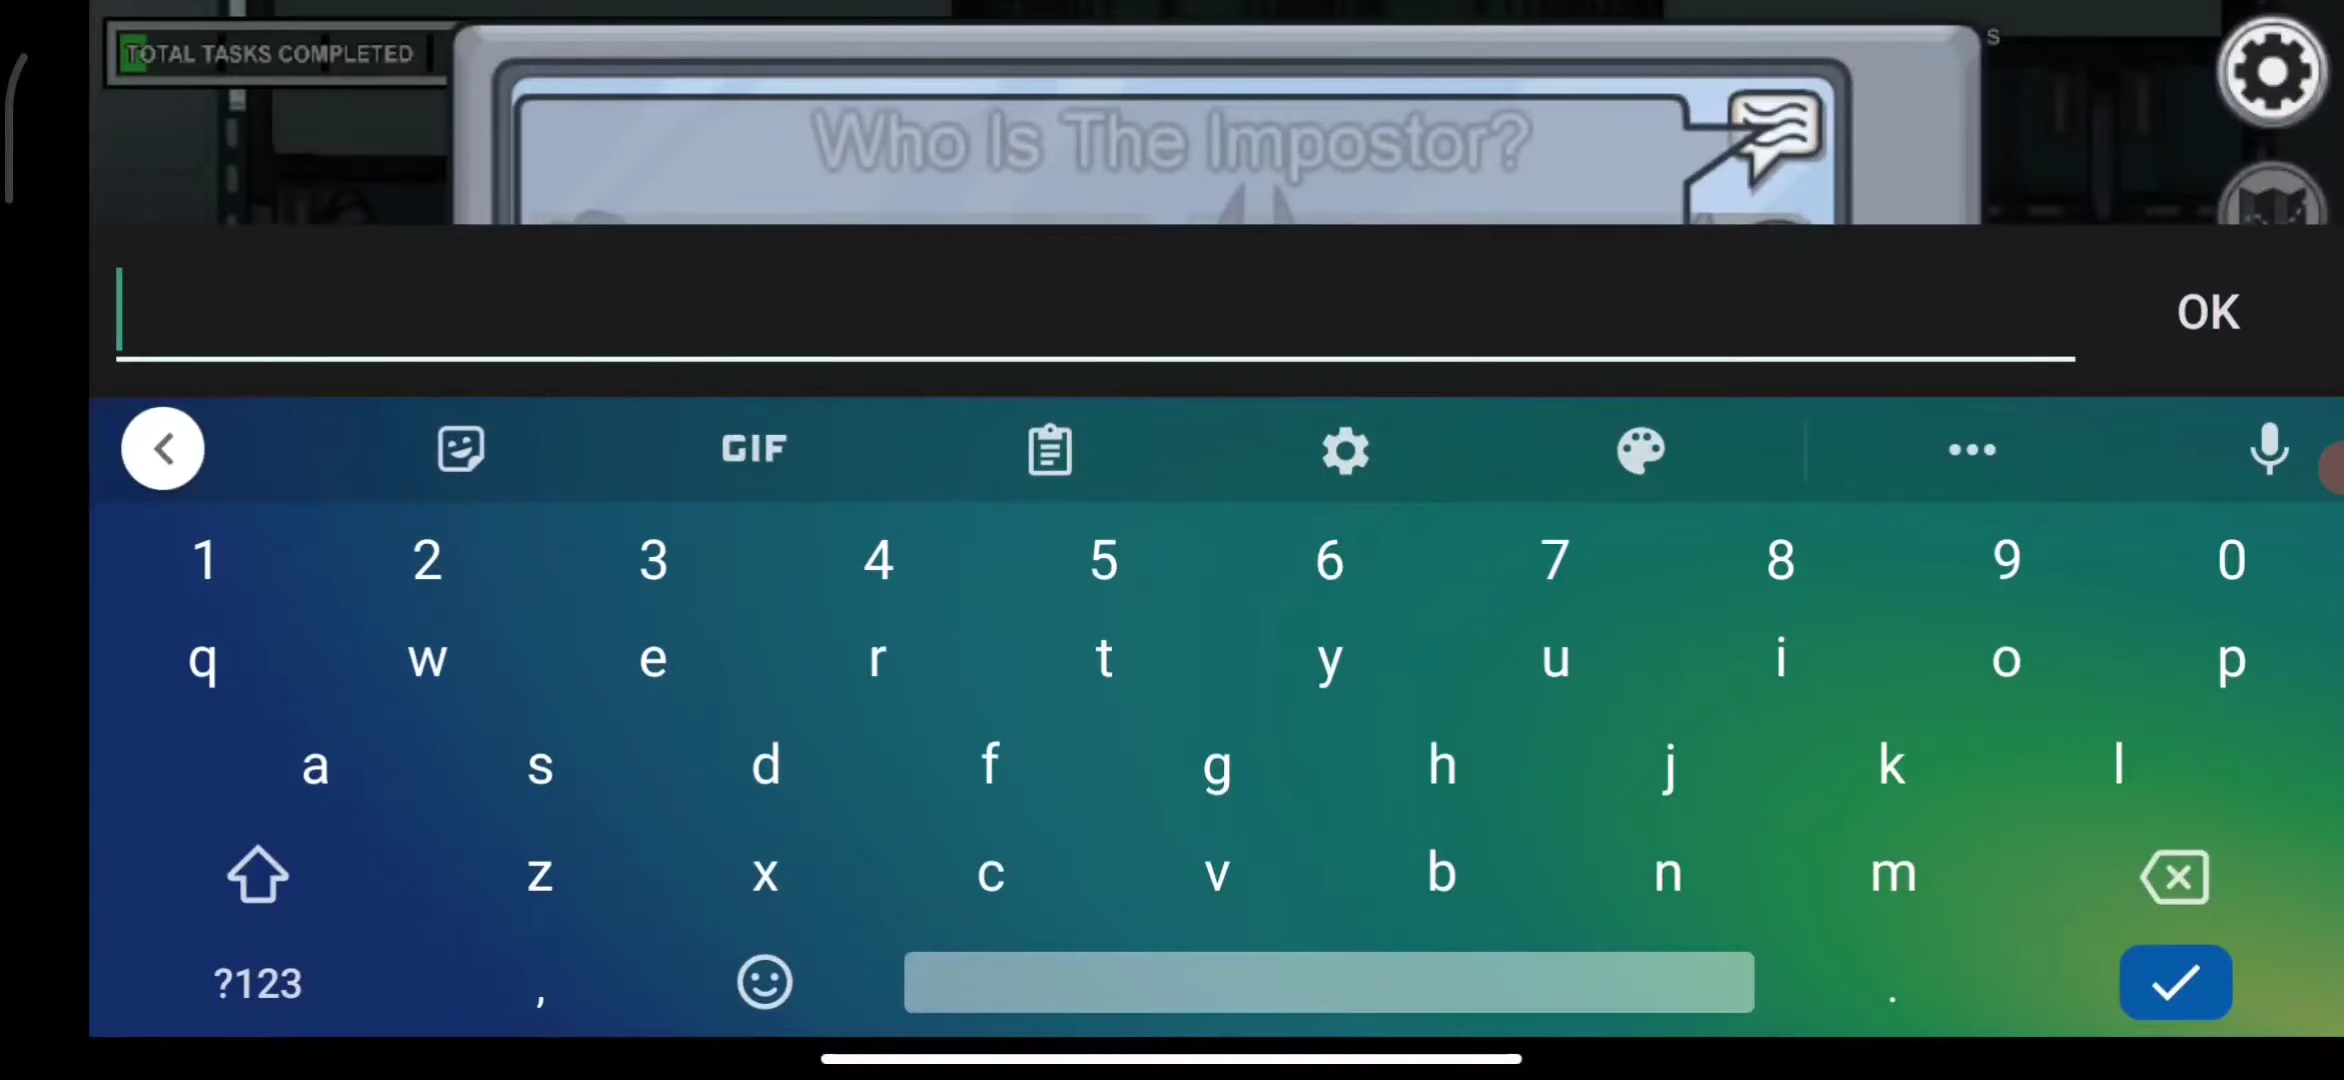 TOTAL TASKS COMPLETED
s
Who Is The Impostor?
OK
GIF
1 2 3 4 5 6 7 8 9 0
q w e r t y u i o p
a s d f g h j k l
z x c v b n m
?123 , .